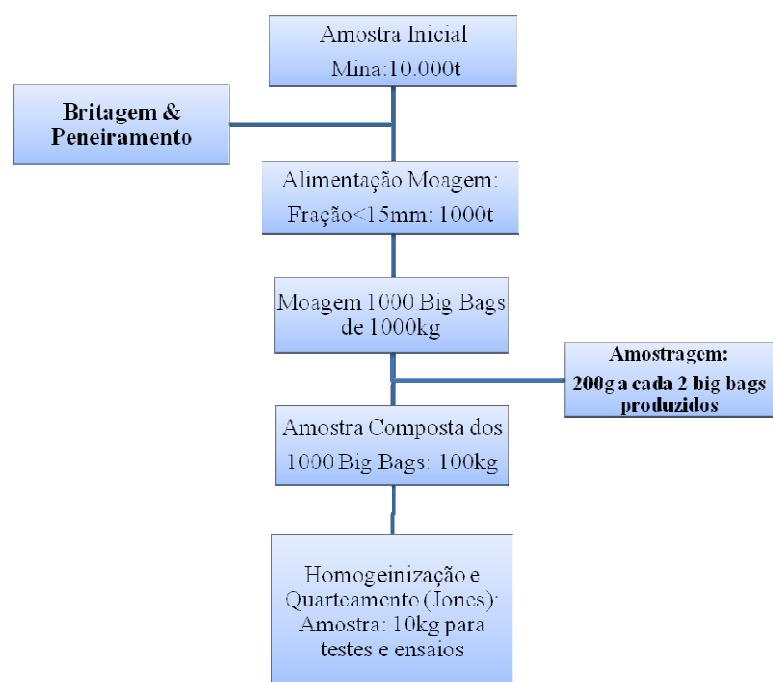 Amostra Inicial
Mina:10.000t
Britagem &
Peneiramento
Alimentação Moagem:
Fração<15mm: 1000t
Moagem 1000 Big Bags
de 1000kg
Amostragem:
200g a cada 2 big bags
produzidos
Amostra Composta dos
1000 Big Bags: 100kg
Homogeinização e
Quarteamento (Jones):
Amostra: 10kg para
testes e ensaios